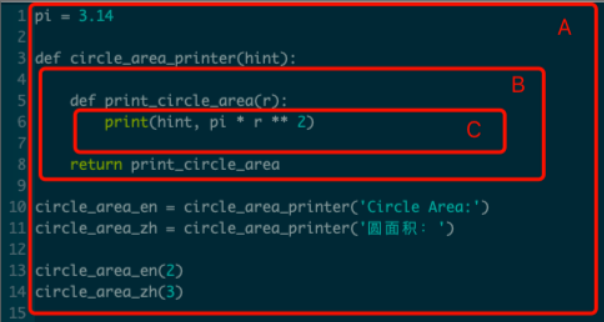 1 pi = 3.14
2
3 def circle_area_printer(hint):
4
5     def print_circle_area(r):
6         print(hint, pi * r ** 2)
7
8     return print_circle_area
9
10 circle_area_en = circle_area_printer('Circle Area:')
11 circle_area_zh = circle_area_printer('圆面积：')
12
13 circle_area_en(2)
14 circle_area_zh(3)
15
A
B
C